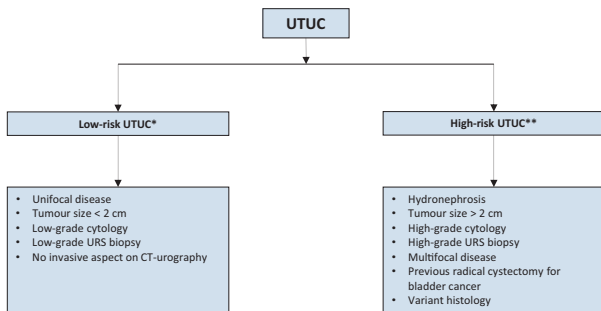 UTUC
Low-risk UTUC*
High-risk UTUC**
• Unifocal disease
• Tumour size < 2 cm
• Low-grade cytology
• Low-grade URS biopsy
• No invasive aspect on CT-urography
• Hydronephrosis
• Tumour size > 2 cm
• High-grade cytology
• High-grade URS biopsy
• Multifocal disease
• Previous radical cystectomy for
bladder cancer
• Variant histology